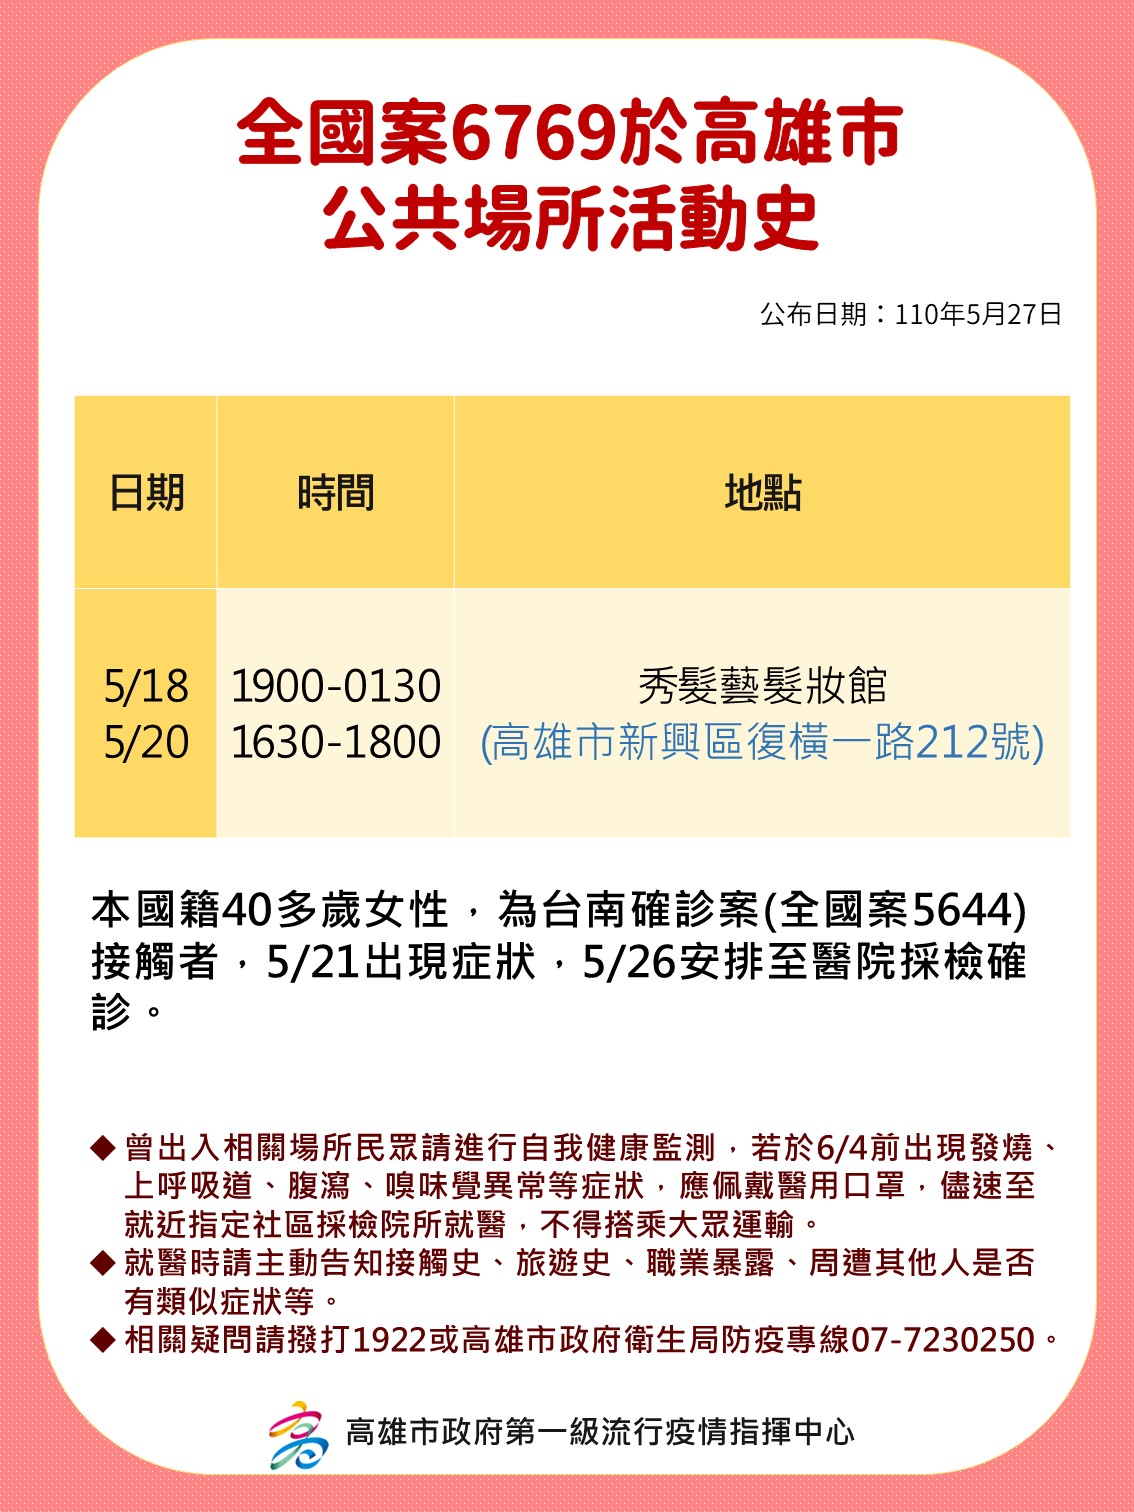 全國案6769於高雄市
公共場所活動史
公布日期：110年5月27日
日期 時間 地點
5/18 1900-0130 秀髮藝髮妝館
5/20 1630-1800 (高雄市新興區復橫一路212號)
本國籍40多歲女性，為台南確診案(全國案5644)
接觸者，5/21出現症狀，5/26安排至醫院採檢確
診。
◆曾出入相關場所民眾請進行自我健康監測，若於6/4前出現發燒、
上呼吸道、腹瀉、嗅味覺異常等症狀，應佩戴醫用口罩，儘速至
就近指定社區採檢院所就醫，不得搭乘大眾運輸。
◆就醫時請主動告知接觸史、旅遊史、職業暴露、周遭其他人是否
有類似症狀等。
◆相關疑問請撥打1922或高雄市政府衛生局防疫專線07-7230250。
高雄市政府第一級流行疫情指揮中心